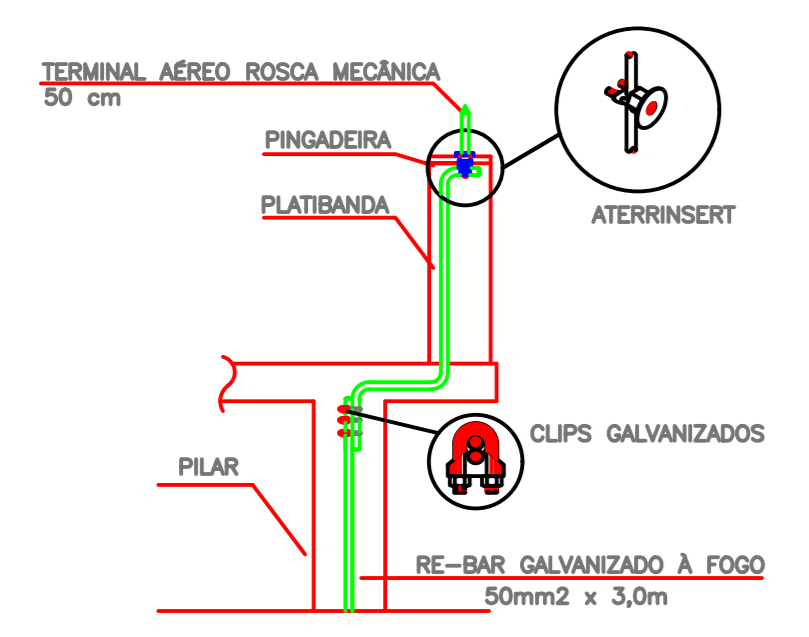 TERMINAL AÉREO ROSCA MECÂNICA
50 cm
PINGADEIRA
PLATIBANDA
ATERRINSERT
CLIPS GALVANIZADOS
PILAR
RE-BAR GALVANIZADO À FOGO
50mm2 x 3,0m